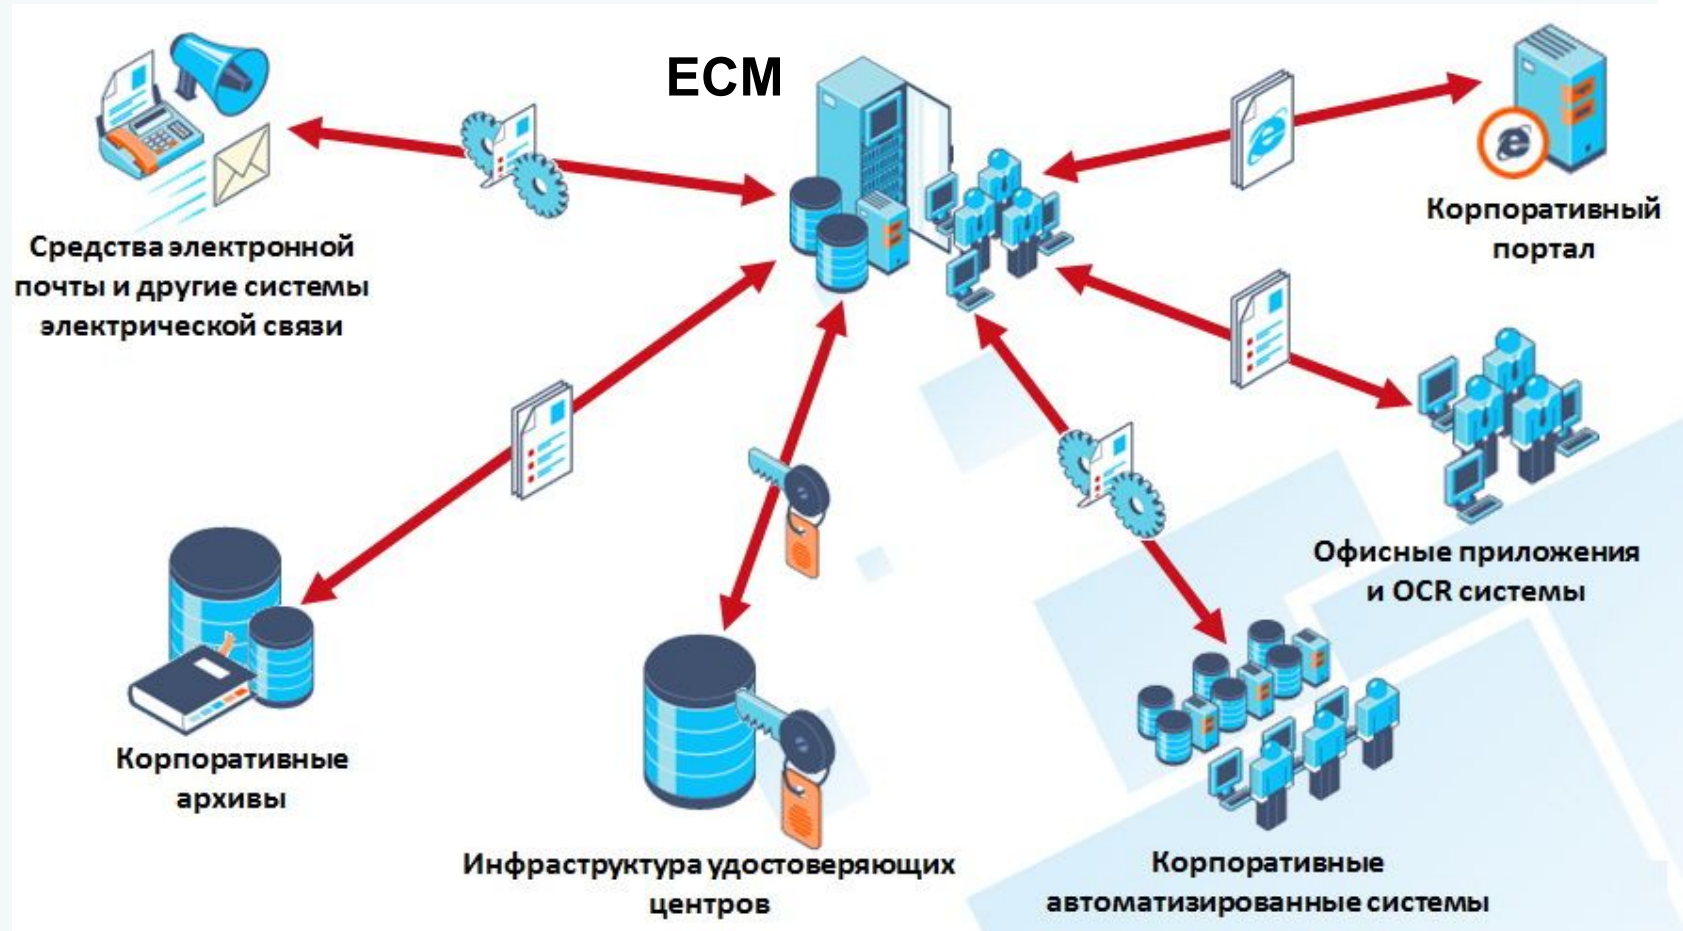 ECM
Средства электронной
почты и другие системы
электрической связи
Корпоративный
портал
Офисные приложения
и OCR системы
Корпоративные
архивы
Инфраструктура удостоверяющих
центров
Корпоративные
автоматизированные системы